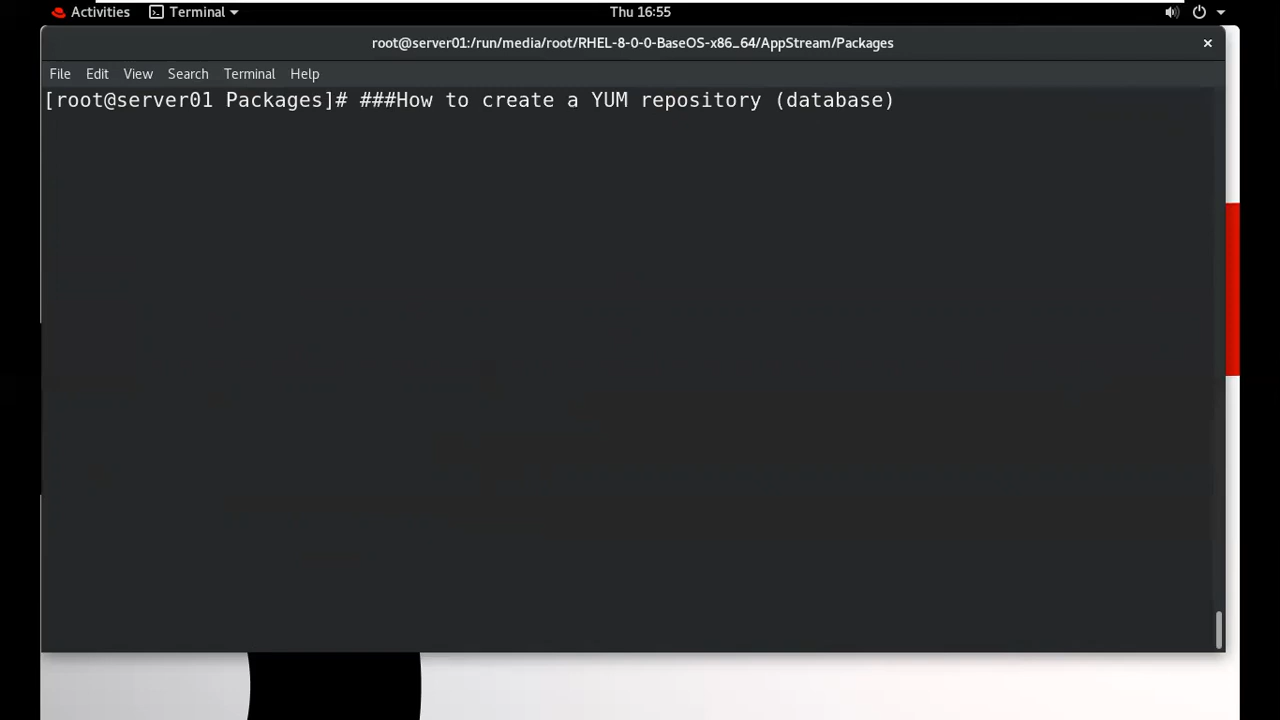 Activities Terminal Thu 16:55
root@server01:/run/media/root/RHEL-8-0-0-BaseOS-x86_64/AppStream/Packages ×
File Edit View Search Terminal Help
[root@server01 Packages]# ###How to create a YUM repository (database)